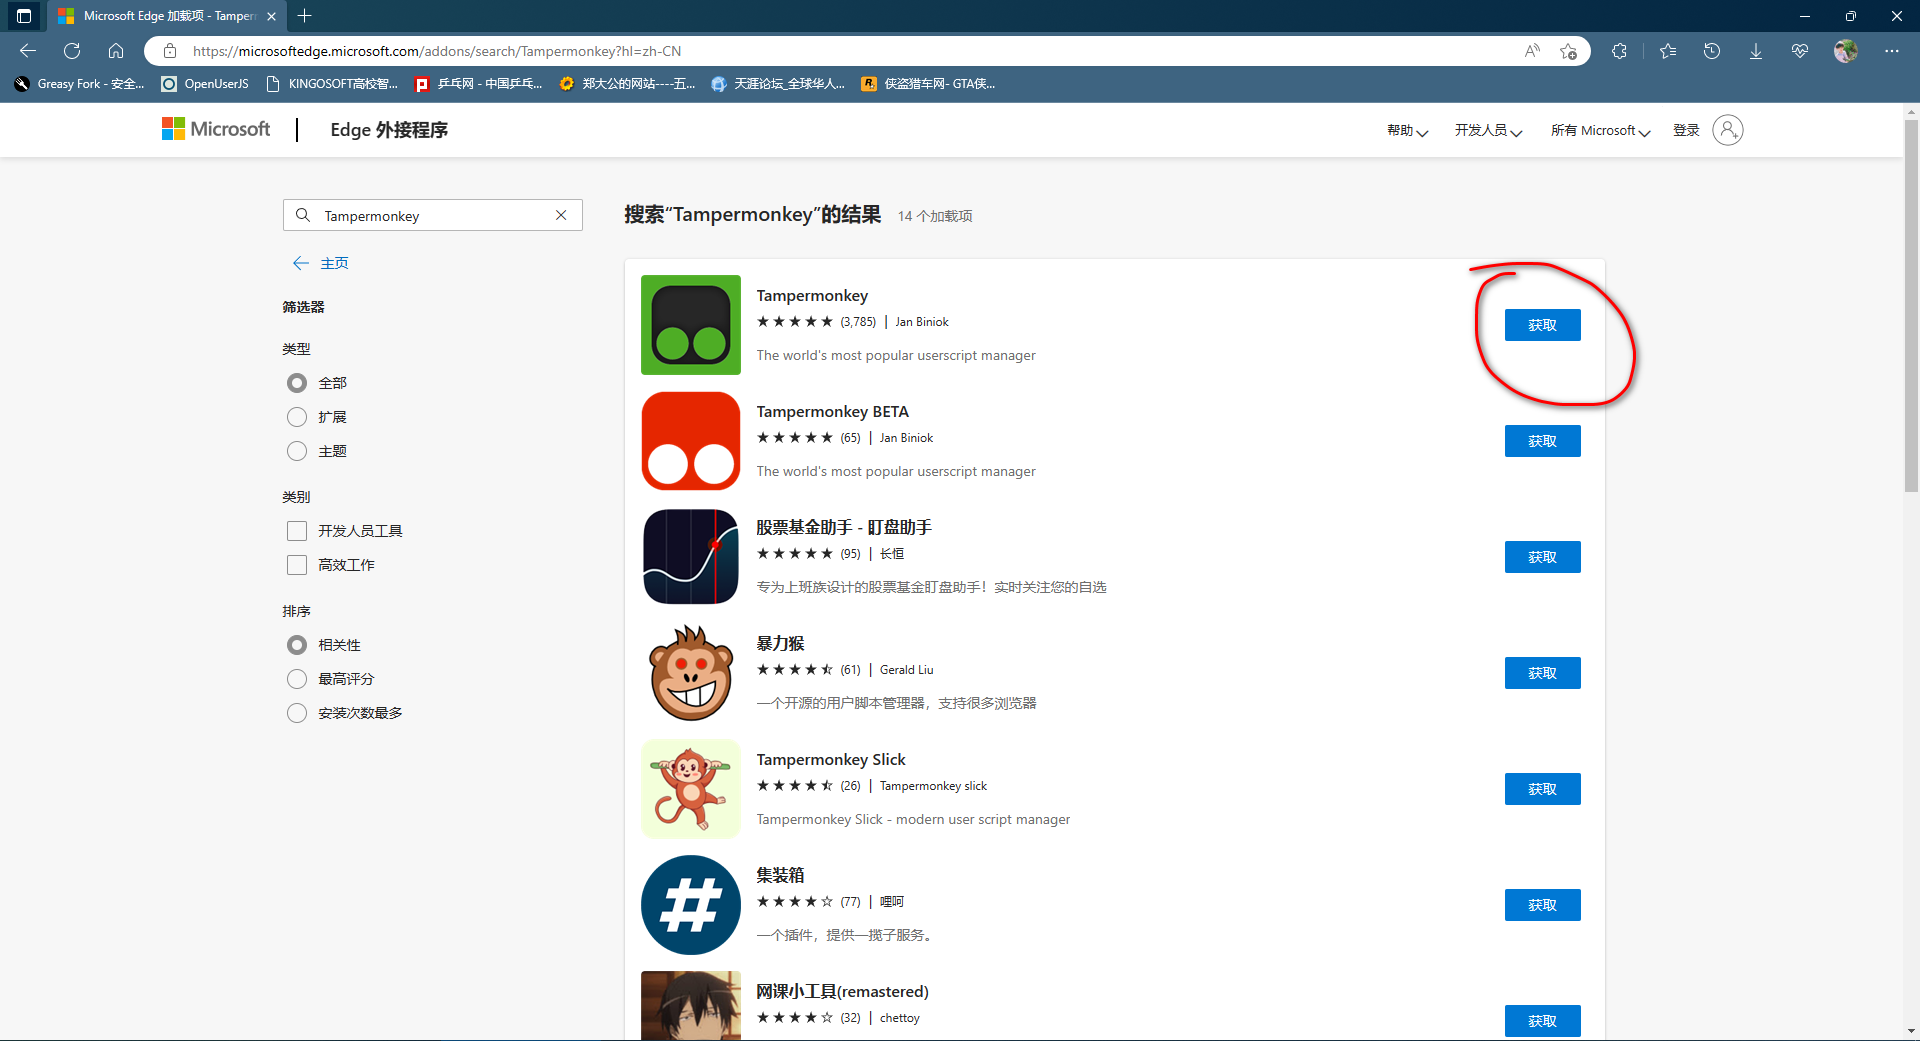 Microsoft Edge 加载项 - Tamperm
https://microsoftedge.microsoft.com/addons/search/Tampermonkey?hl=zh-CN
Greasy Fork - 安全...
OpenUserJS
KINGOSOFT高校智...
乒乓网 - 中国乒乓...
郑大公的网站----五...
天涯论坛_全球华人...
侠盗猎车网- GTA侠...
Microsoft
Edge 外接程序
帮助
开发人员
所有 Microsoft
登录
Tampermonkey
主页
筛选器
类型
全部
扩展
主题
类别
开发人员工具
高效工作
排序
相关性
最高评分
安装次数最多
搜索“Tampermonkey”的结果 14 个加载项
Tampermonkey
★★★★★ (3,785) | Jan Biniok
The world's most popular userscript manager
获取
Tampermonkey BETA
★★★★★ (65) | Jan Biniok
The world's most popular userscript manager
获取
股票基金助手 - 盯盘助手
★★★★★ (95) | 长恒
专为上班族设计的股票基金盯盘助手！实时关注您的自选
获取
暴力猴
(61) | Gerald Liu
一个开源的用户脚本管理器，支持很多浏览器
获取
Tampermonkey Slick
(26) | Tampermonkey slick
Tampermonkey Slick - modern user script manager
获取
#
集装箱
★★★★☆ (77) | 哩呵
一个插件，提供一揽子服务。
获取
网课小工具(remastered)
★★★★☆ (32) | chettoy
获取